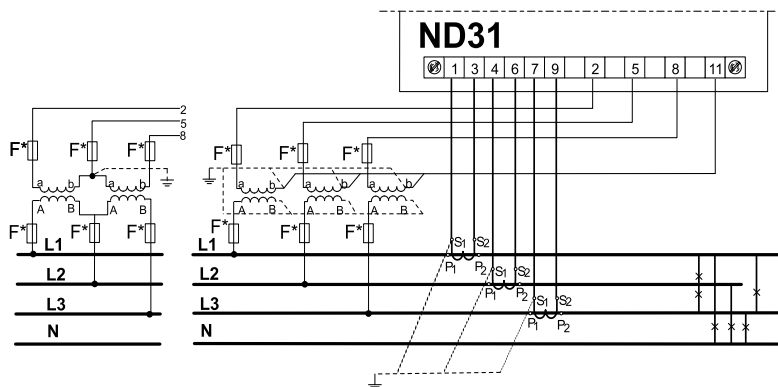 ND31
1 3 4 6 7 9 2 5 8 11
2
5
8
F* F* F* F* F* F*
a b a b a b a b a b
A B A B A B A B A B
F* F* F* F* F* F*
L1 L1 S1 S2
P1 P2
L2 L2 S1 S2
P1 P2
L3 L3 S1 S2
P1 P2
N N